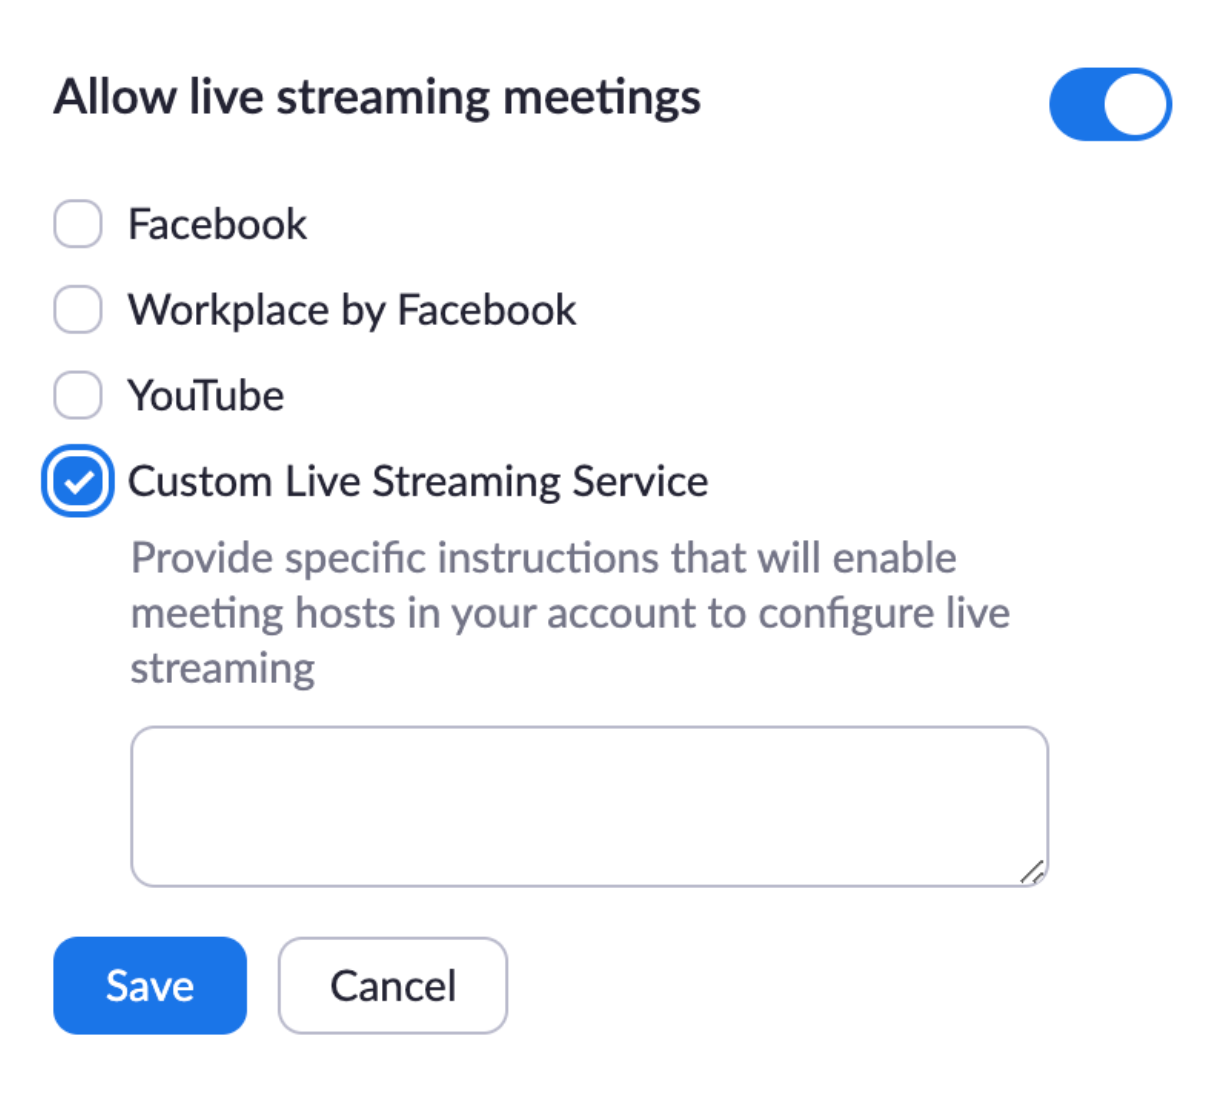 Allow live streaming meetings
Facebook
Workplace by Facebook
YouTube
Custom Live Streaming Service
Provide specific instructions that will enable
meeting hosts in your account to configure live
streaming
Save
Cancel